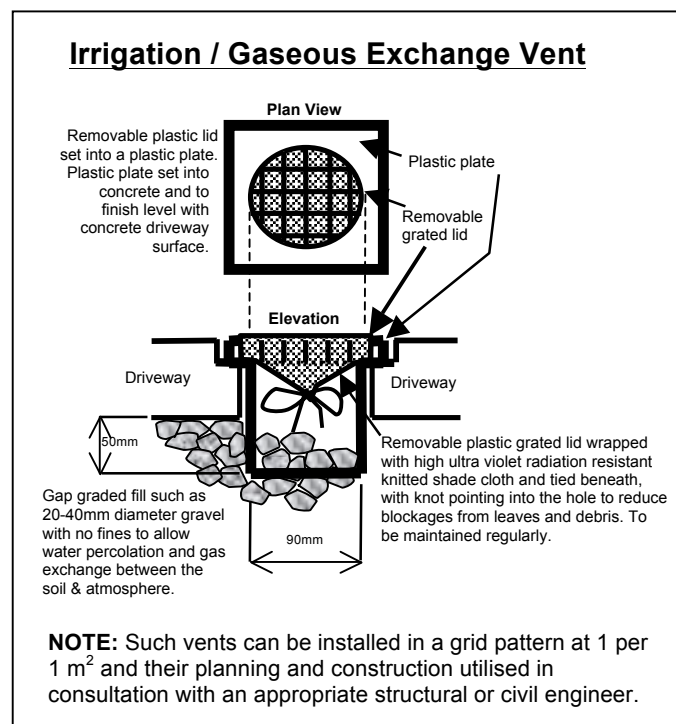 Irrigation / Gaseous Exchange Vent
Plan View
Removable plastic lid
set into a plastic plate.
Plastic plate set into
concrete and to
finish level with
concrete driveway
surface.
Plastic plate
Removable
grated lid
Elevation
Driveway
Driveway
50mm
Removable plastic grated lid wrapped
with high ultra violet radiation resistant
knitted shade cloth and tied beneath,
with knot pointing into the hole to reduce
blockages from leaves and debris. To
be maintained regularly.
Gap graded fill such as
20-40mm diameter gravel
with no fines to allow
water percolation and gas
exchange between the
soil & atmosphere.
90mm
NOTE: Such vents can be installed in a grid pattern at 1 per
1 m² and their planning and construction utilised in
consultation with an appropriate structural or civil engineer.